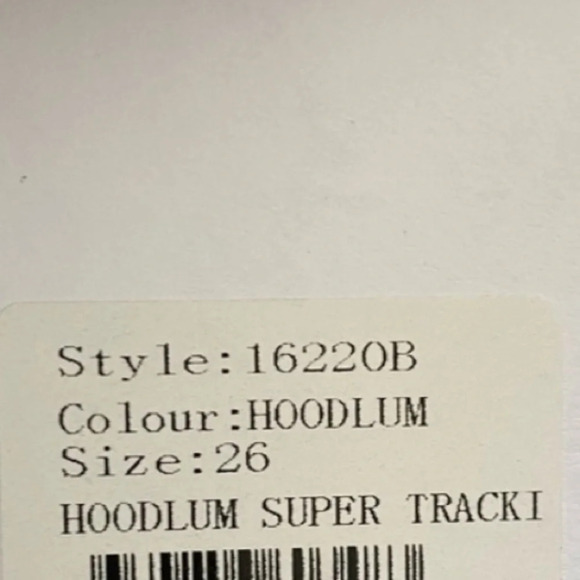 Style:16220B
Colour:HOODLUM
Size:26
HOODLUM SUPER TRACKI